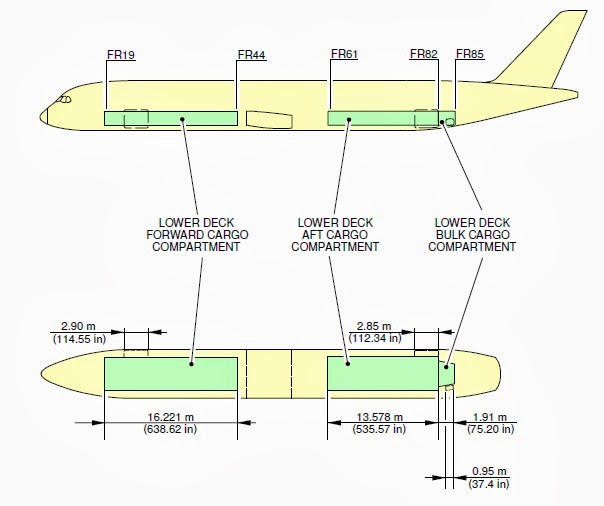 FR19
FR44
FR61
FR82
FR85
LOWER DECK
FORWARD CARGO
COMPARTMENT
LOWER DECK
AFT CARGO
COMPARTMENT
LOWER DECK
BULK CARGO
COMPARTMENT
2.90 m
(114.55 in)
2.85 m
(112.34 in)
16.221 m
(638.62 in)
13.578 m
(535.57 in)
1.91 m
(75.20 in)
0.95 m
(37.4 in)